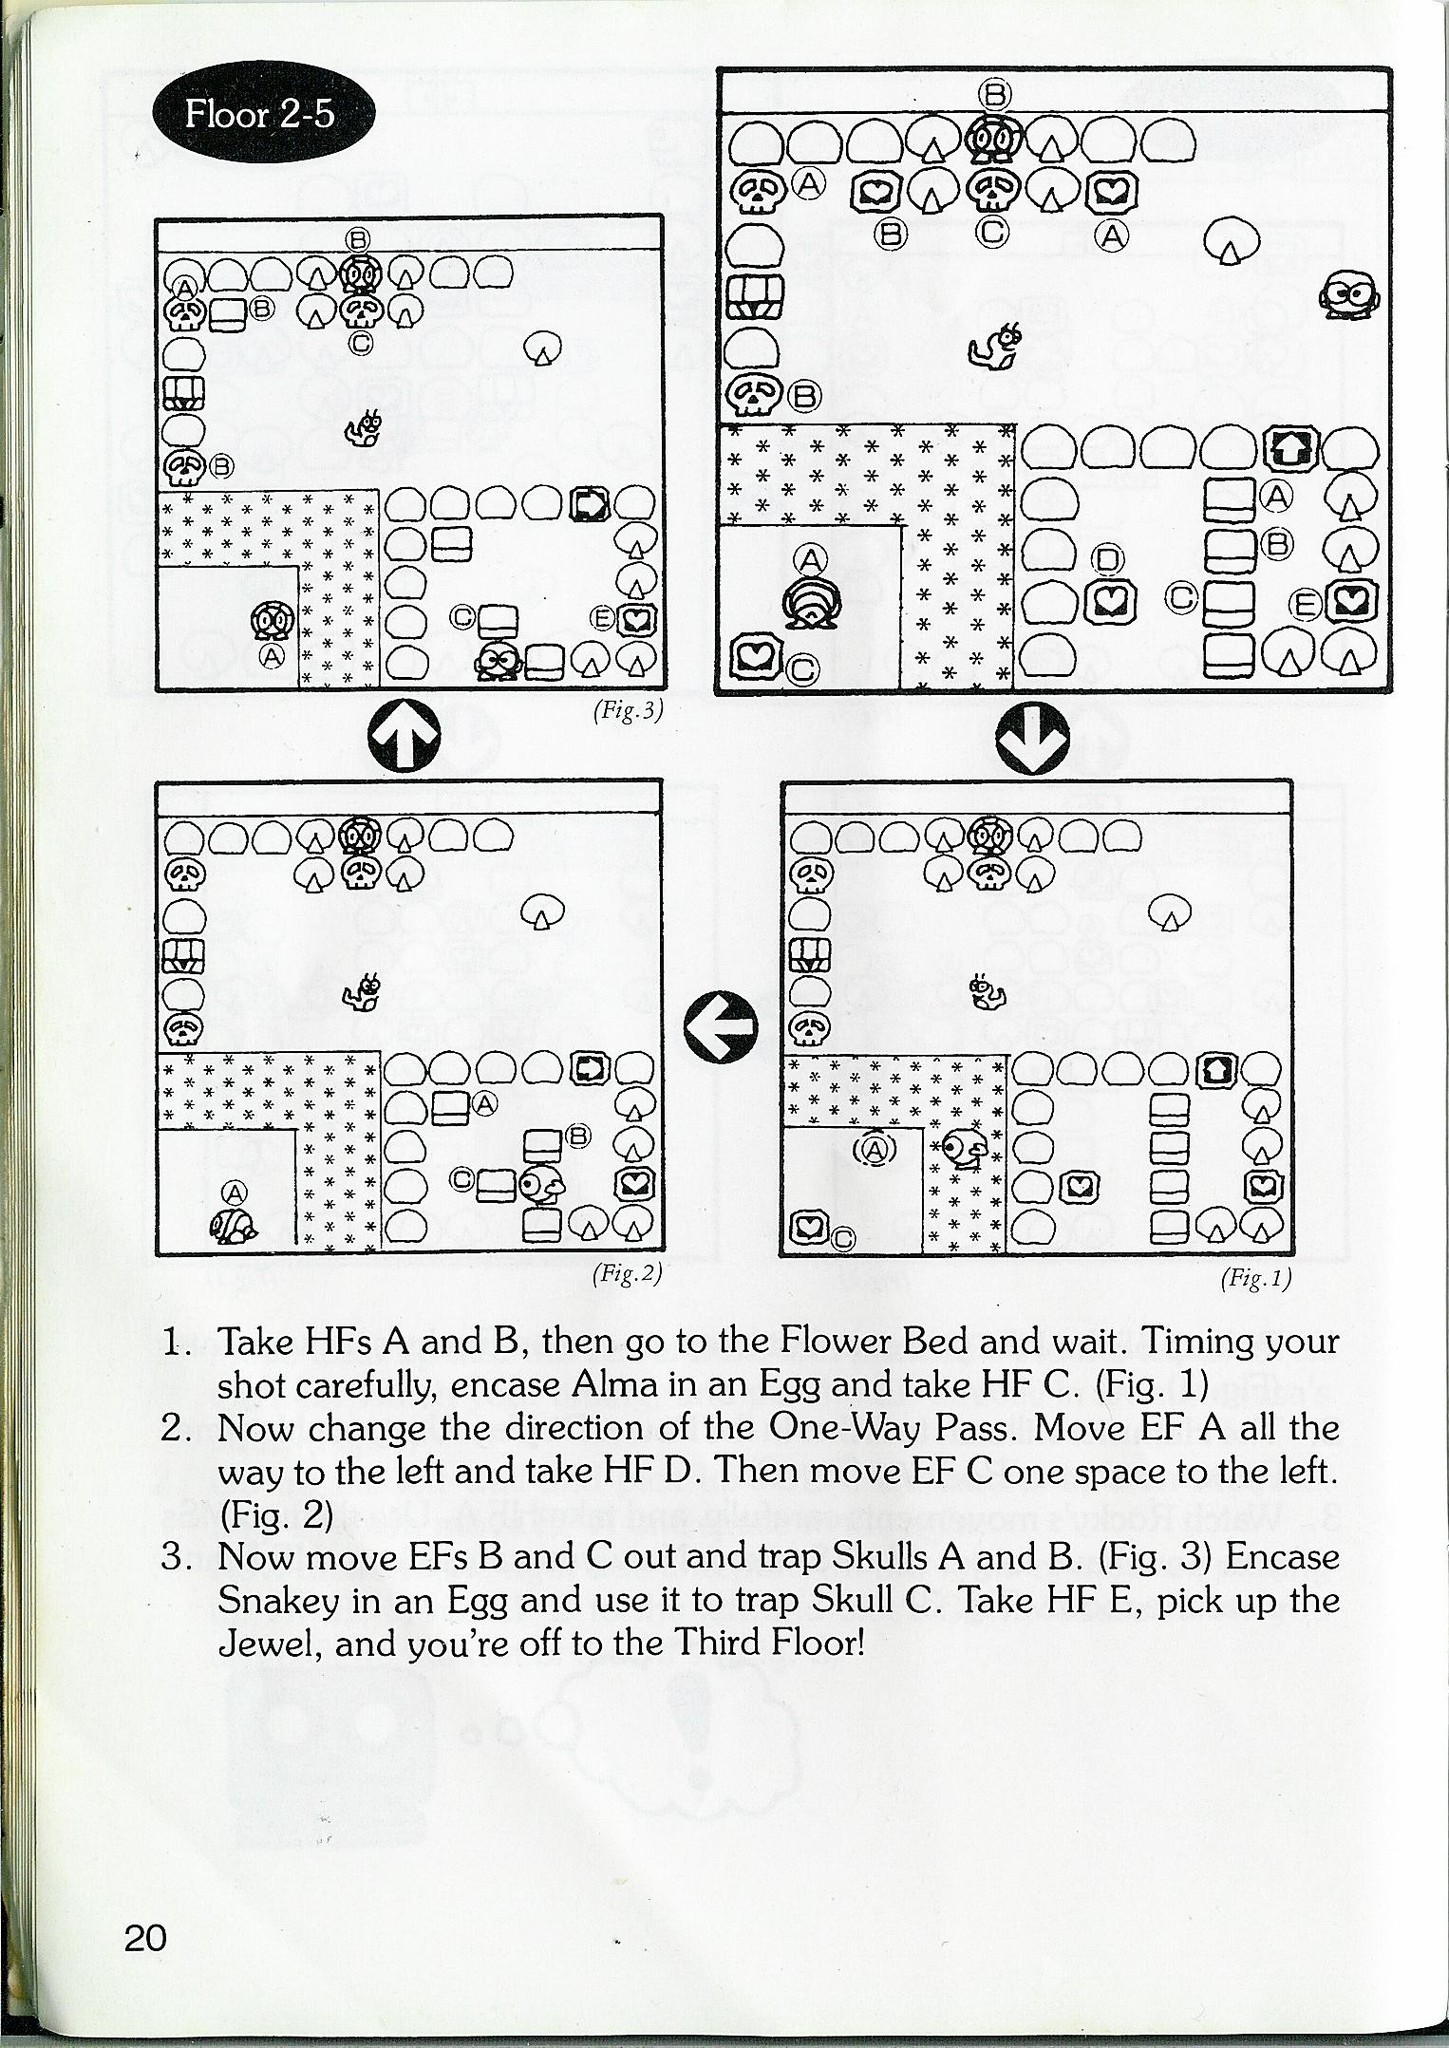 Floor 2-5
B
A
B
C
A
B
A
B
D
C
E
A
C
B
A
B
C
B
C
E
A
(Fig.3)
A
B
C
A
(Fig.2)
A
C
(Fig.1)
1. Take HFs A and B, then go to the Flower Bed and wait. Timing your
shot carefully, encase Alma in an Egg and take HF C. (Fig. 1)
2. Now change the direction of the One-Way Pass. Move EF A all the
way to the left and take HF D. Then move EF C one space to the left.
(Fig. 2)
3. Now move EFs B and C out and trap Skulls A and B. (Fig. 3) Encase
Snakey in an Egg and use it to trap Skull C. Take HF E, pick up the
Jewel, and you're off to the Third Floor!
20